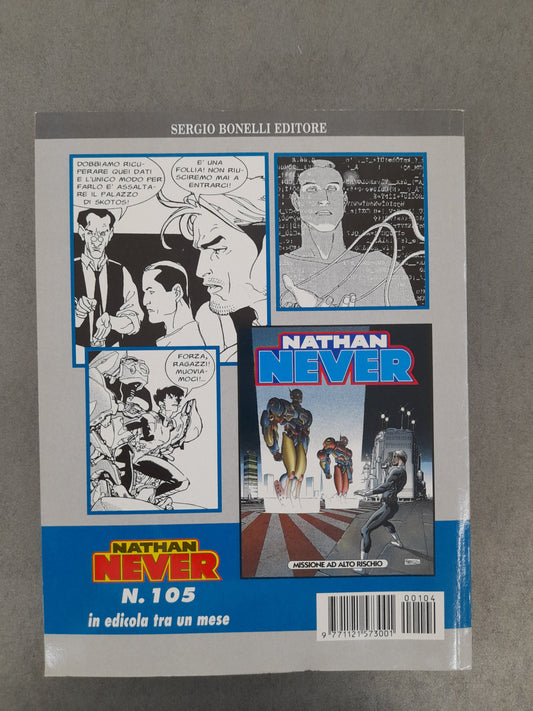 SERGIO BONELLI EDITORE
DOBBIAMO RICU-
PERARE QUEI DATI
E L'UNICO MODO PER
FARLO E' ASSALTA-
RE IL PALAZZO
DI SKOTOS!
E' UNA
FOLLIA! NON RIU-
SCIREMO MAI A
ENTRARCI!
FORZA,
RAGAZZI!
MUOVIA-
MOCI!..
NATHAN
NEVER
MISSIONE AD ALTO RISCHIO
NATHAN
NEVER
N. 105
in edicola tra un mese
00104
9 771121 573001